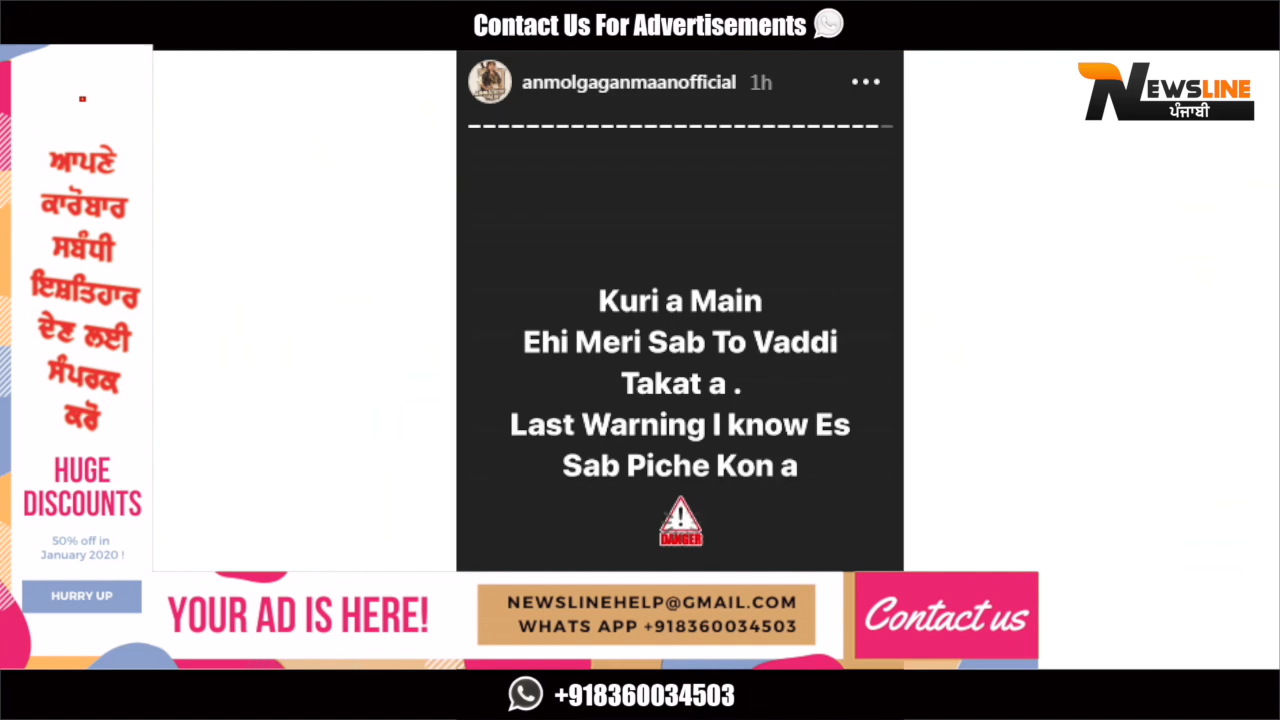 Contact Us For Advertisements
anmolgaganmaanofficial 1h
NEWSLINE
ਪੰਜਾਬੀ
ਆਪਣੇ
ਕਾਰੋਬਾਰ
ਸਬੰਧੀ
ਇਸ਼ਤਿਹਾਰ
ਦੇਣ ਲਈ
ਸੰਪਰਕ
ਕਰੋ
HUGE
DISCOUNTS
50% off in
January 2020 !
HURRY UP
Kuri a Main
Ehi Meri Sab To Vaddi
Takat a .
Last Warning I know Es
Sab Piche Kon a
DANGER
YOUR AD IS HERE!
NEWSLINEHELP@GMAIL.COM
WHATS APP +918360034503
Contact us
+918360034503